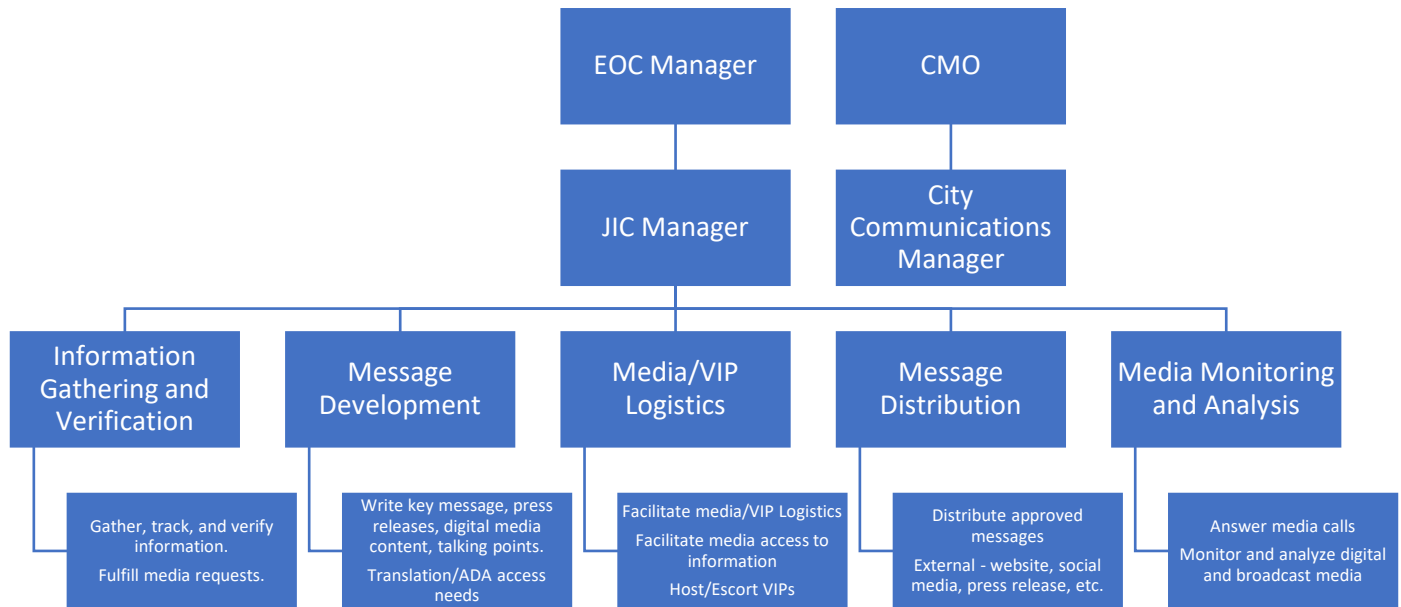 EOC Manager
CMO
JIC Manager
City
Communications
Manager
Information
Gathering and
Verification
Message
Development
Media/VIP
Logistics
Message
Distribution
Media Monitoring
and Analysis
Gather, track, and verify
information.
Fulfill media requests.
Write key message, press
releases, digital media
content, talking points.
Translation/ADA access
needs
Facilitate media/VIP Logistics
Facilitate media access to
information
Host/Escort VIPs
Distribute approved
messages
External - website, social
media, press release, etc.
Answer media calls
Monitor and analyze digital
and broadcast media